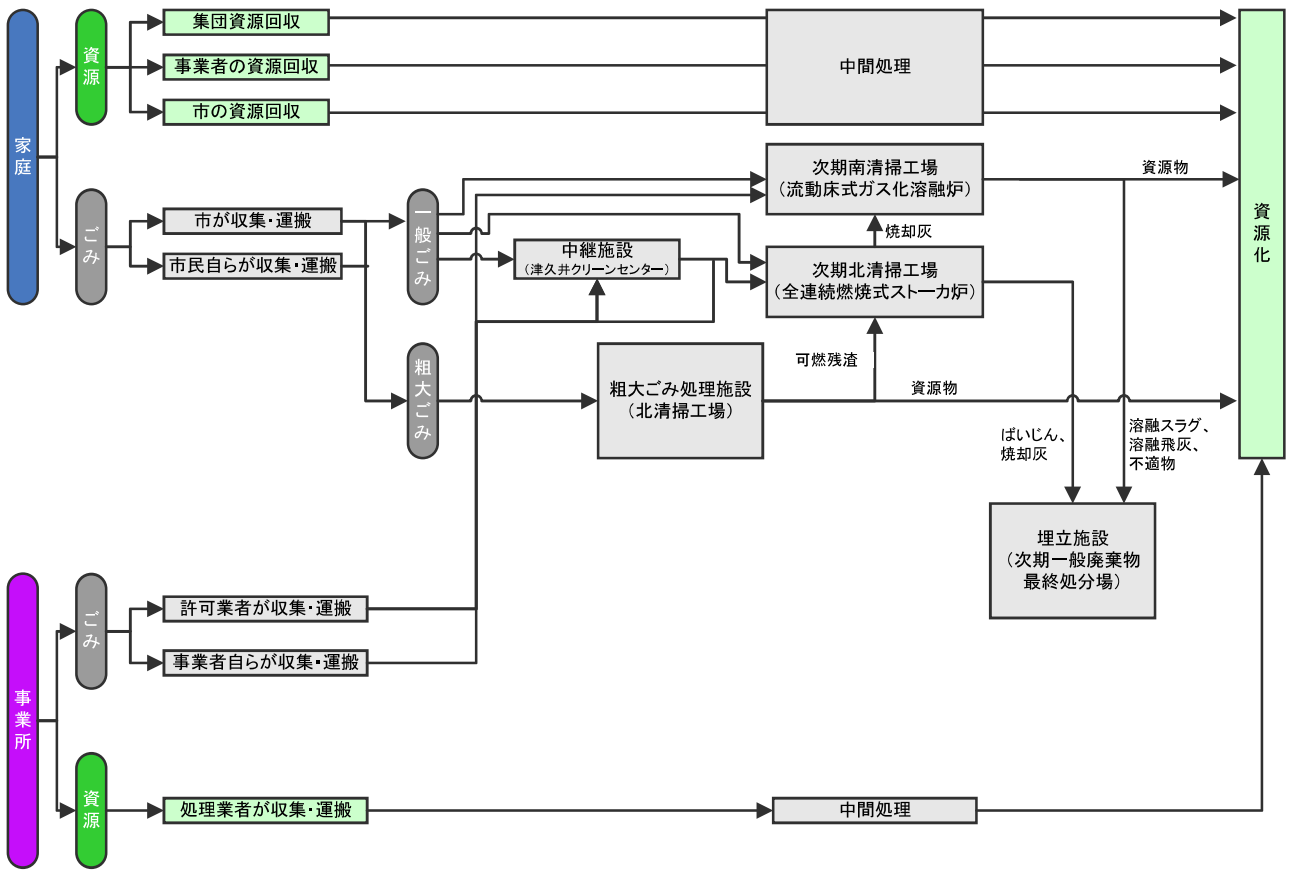 家庭
資源
集団資源回収
事業者の資源回収
市の資源回収
中間処理
ごみ
市が収集・運搬
市民自らが収集・運搬
一般ごみ
粗大ごみ
中継施設
（津久井クリーンセンター）
次期南清掃工場
（流動床式ガス化溶融炉）
焼却灰
次期北清掃工場
（全連続燃焼式ストーカ炉）
可燃残渣
粗大ごみ処理施設
（北清掃工場）
資源物
資源物
ばいじん、
焼却灰
溶融スラグ、
溶融飛灰、
不適物
埋立施設
（次期一般廃棄物
最終処分場）
資源化
事業所
ごみ
許可業者が収集・運搬
事業者自らが収集・運搬
資源
処理業者が収集・運搬
中間処理